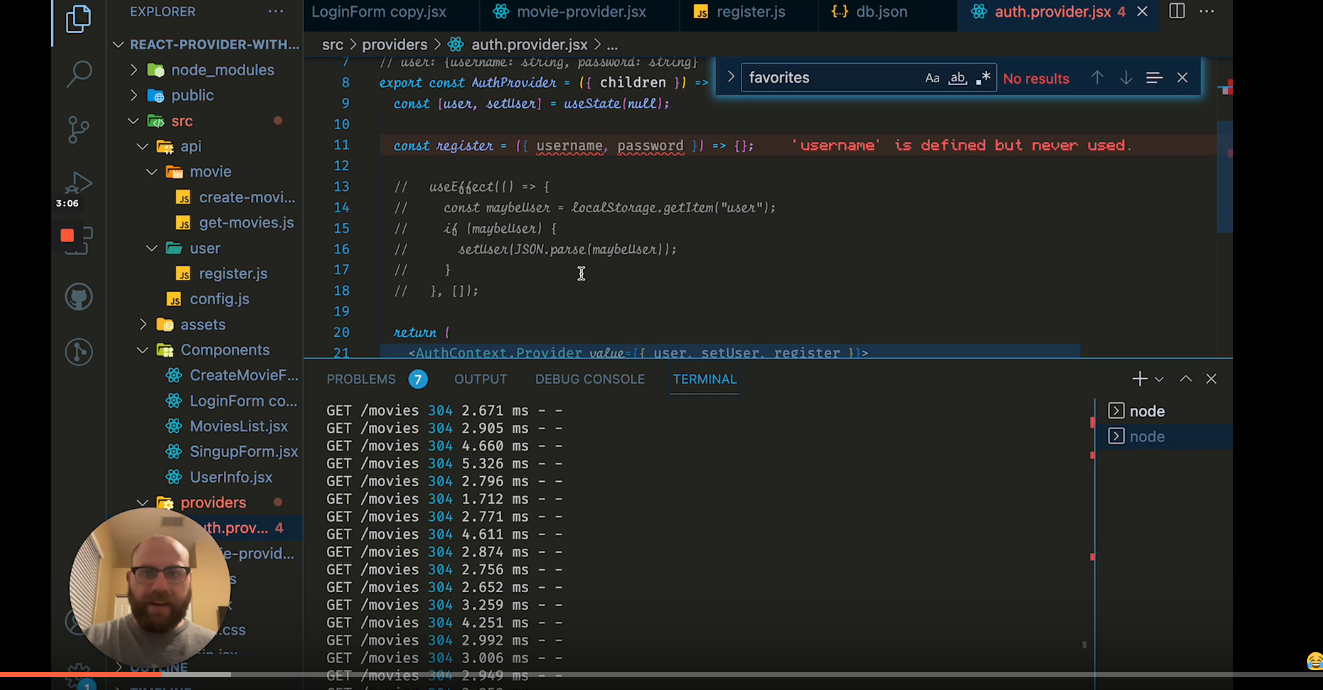 EXPLORER
LoginForm copy.jsx
movie-provider.jsx
register.js
db.json
auth.provider.jsx 4
REACT-PROVIDER-WITH...
node_modules
public
src
api
movie
create-movi...
get-movies.js
user
register.js
config.js
assets
Components
CreateMovieF...
LoginForm co...
MoviesList.jsx
SingupForm.jsx
UserInfo.jsx
providers
uth.prov... 4
e-provid...
.css
OUTLINE
3:06
1
src > providers > auth.provider.jsx > ...
favorites
Aa ab .*
No results
7 // user: {username: string, password: string}
8 export const AuthProvider = ({ children }) =>
9 const [user, setUser] = useState(null);
10
11 const register = ({ username, password }) => {}; 'username' is defined but never used.
12
13 // useEffect(() => {
14 // const maybeUser = localStorage.getItem("user");
15 // if (maybeUser) {
16 // setUser(JSON.parse(maybeUser));
17 // }
18 // }, []);
19
20 return (
21 <AuthContext.Provider value={{ user, setUser, register }}>
PROBLEMS 7 OUTPUT DEBUG CONSOLE TERMINAL
node
node
GET /movies 304 2.671 ms - -
GET /movies 304 2.905 ms - -
GET /movies 304 4.660 ms - -
GET /movies 304 5.326 ms - -
GET /movies 304 2.796 ms - -
GET /movies 304 1.712 ms - -
GET /movies 304 2.771 ms - -
GET /movies 304 4.611 ms - -
GET /movies 304 2.874 ms - -
GET /movies 304 2.756 ms - -
GET /movies 304 2.652 ms - -
GET /movies 304 3.259 ms - -
GET /movies 304 4.251 ms - -
GET /movies 304 2.992 ms - -
GET /movies 304 3.006 ms - -
GET /movies 304 2.949 ms - -